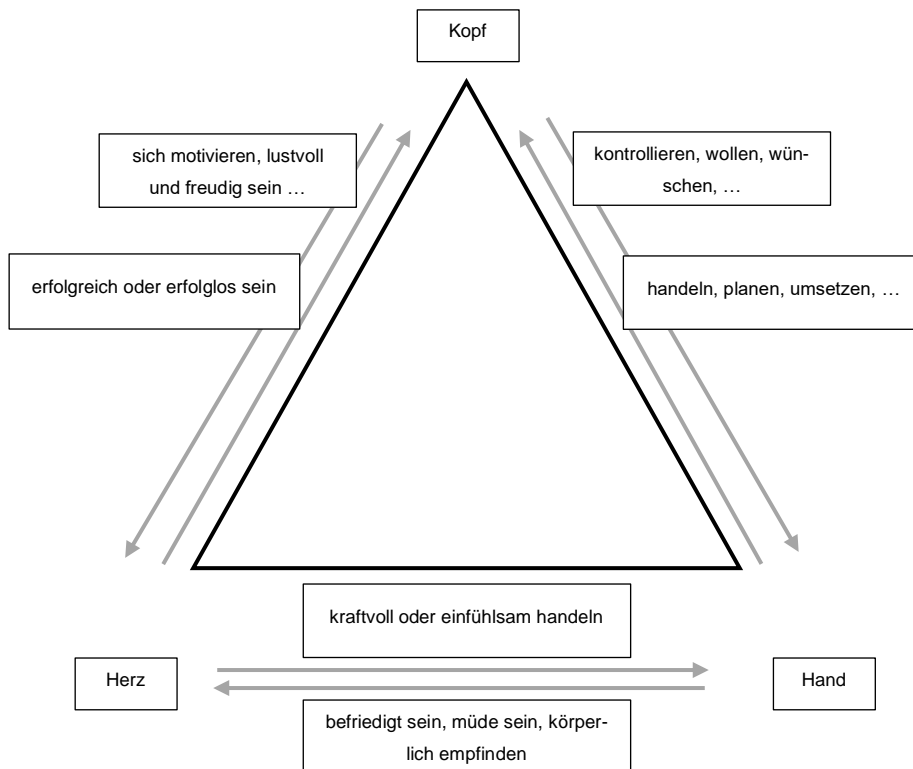 Kopf
sich motivieren, lustvoll
und freudig sein …
kontrollieren, wollen, wün-
schen, …
erfolgreich oder erfolglos sein
handeln, planen, umsetzen, …
kraftvoll oder einfühlsam handeln
Herz
Hand
befriedigt sein, müde sein, körper-
lich empfinden